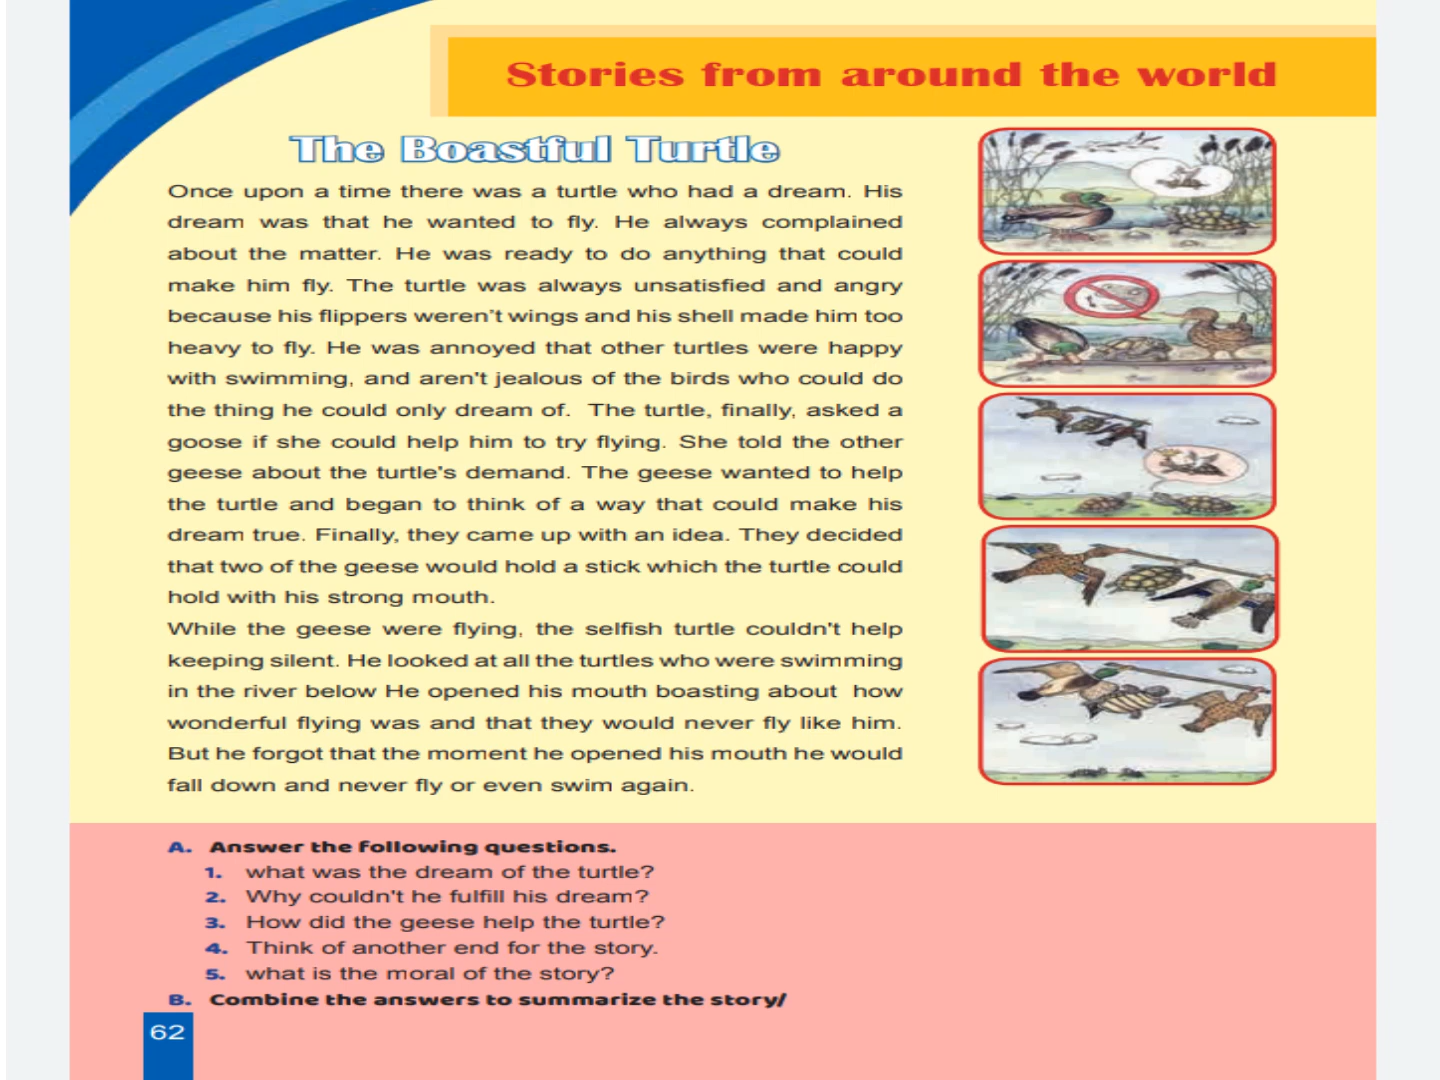 Stories from around the world
The Boastful Turtle
Once upon a time there was a turtle who had a dream. His
dream was that he wanted to fly. He always complained
about the matter. He was ready to do anything that could
make him fly. The turtle was always unsatisfied and angry
because his flippers weren't wings and his shell made him too
heavy to fly. He was annoyed that other turtles were happy
with swimming, and aren't jealous of the birds who could do
the thing he could only dream of. The turtle, finally, asked a
goose if she could help him to try flying. She told the other
geese about the turtle's demand. The geese wanted to help
the turtle and began to think of a way that could make his
dream true. Finally, they came up with an idea. They decided
that two of the geese would hold a stick which the turtle could
hold with his strong mouth.
While the geese were flying, the selfish turtle couldn't help
keeping silent. He looked at all the turtles who were swimming
in the river below He opened his mouth boasting about how
wonderful flying was and that they would never fly like him.
But he forgot that the moment he opened his mouth he would
fall down and never fly or even swim again.
A. Answer the following questions.
1. what was the dream of the turtle?
2. Why couldn't he fulfill his dream?
3. How did the geese help the turtle?
4. Think of another end for the story.
5. what is the moral of the story?
B. Combine the answers to summarize the story/
62